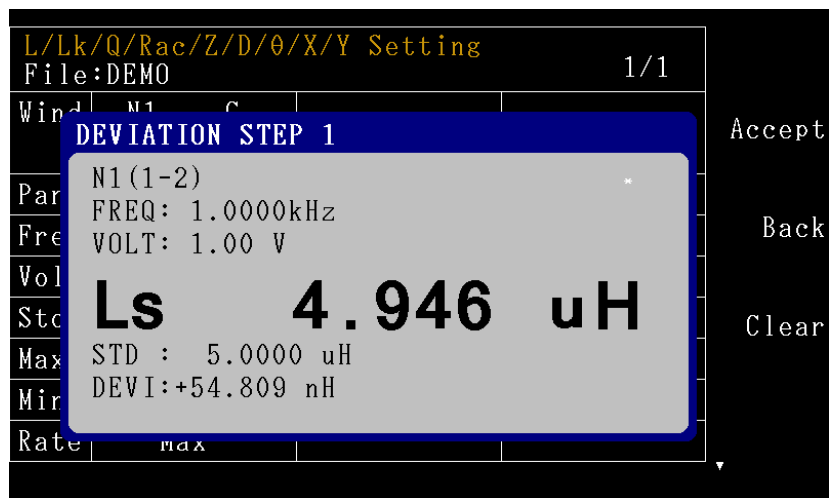 L/Lk/Q/Rac/Z/D/θ/X/Y Setting
File:DEMO 1/1
Wind N1 C
DEVIATION STEP 1
Accept
N1(1-2) *
Par
FREQ: 1.0000kHz
Fre
Back
VOLT: 1.00 V
Vol
Ls 4.946 uH
Std
Clear
STD : 5.0000 uH
Max
DEVI:+54.809 nH
Min
Rate Max